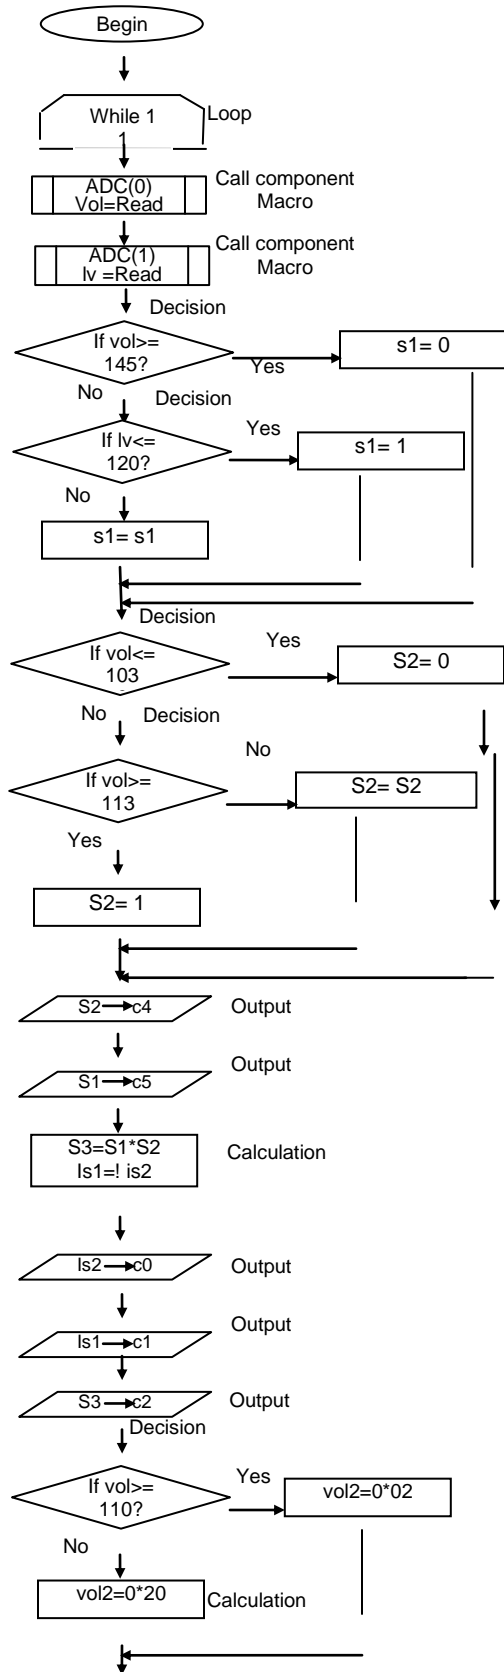 Begin
While 1
1
Loop
ADC(0)
Vol=Read
Call component
Macro
ADC(1)
Iv =Read
Call component
Macro
Decision
If vol>=
145?
Yes
s1= 0
No
Decision
If Iv<=
120?
Yes
s1= 1
No
s1= s1
Decision
If vol<=
103
Yes
S2= 0
No
Decision
If vol>=
113
No
S2= S2
Yes
S2= 1
S2 c4
Output
S1 c5
Output
S3=S1*S2
Is1=! is2
Calculation
Is2 c0
Output
Is1 c1
Output
S3 c2
Output
Decision
If vol>=
110?
Yes
vol2=0*02
No
vol2=0*20
Calculation